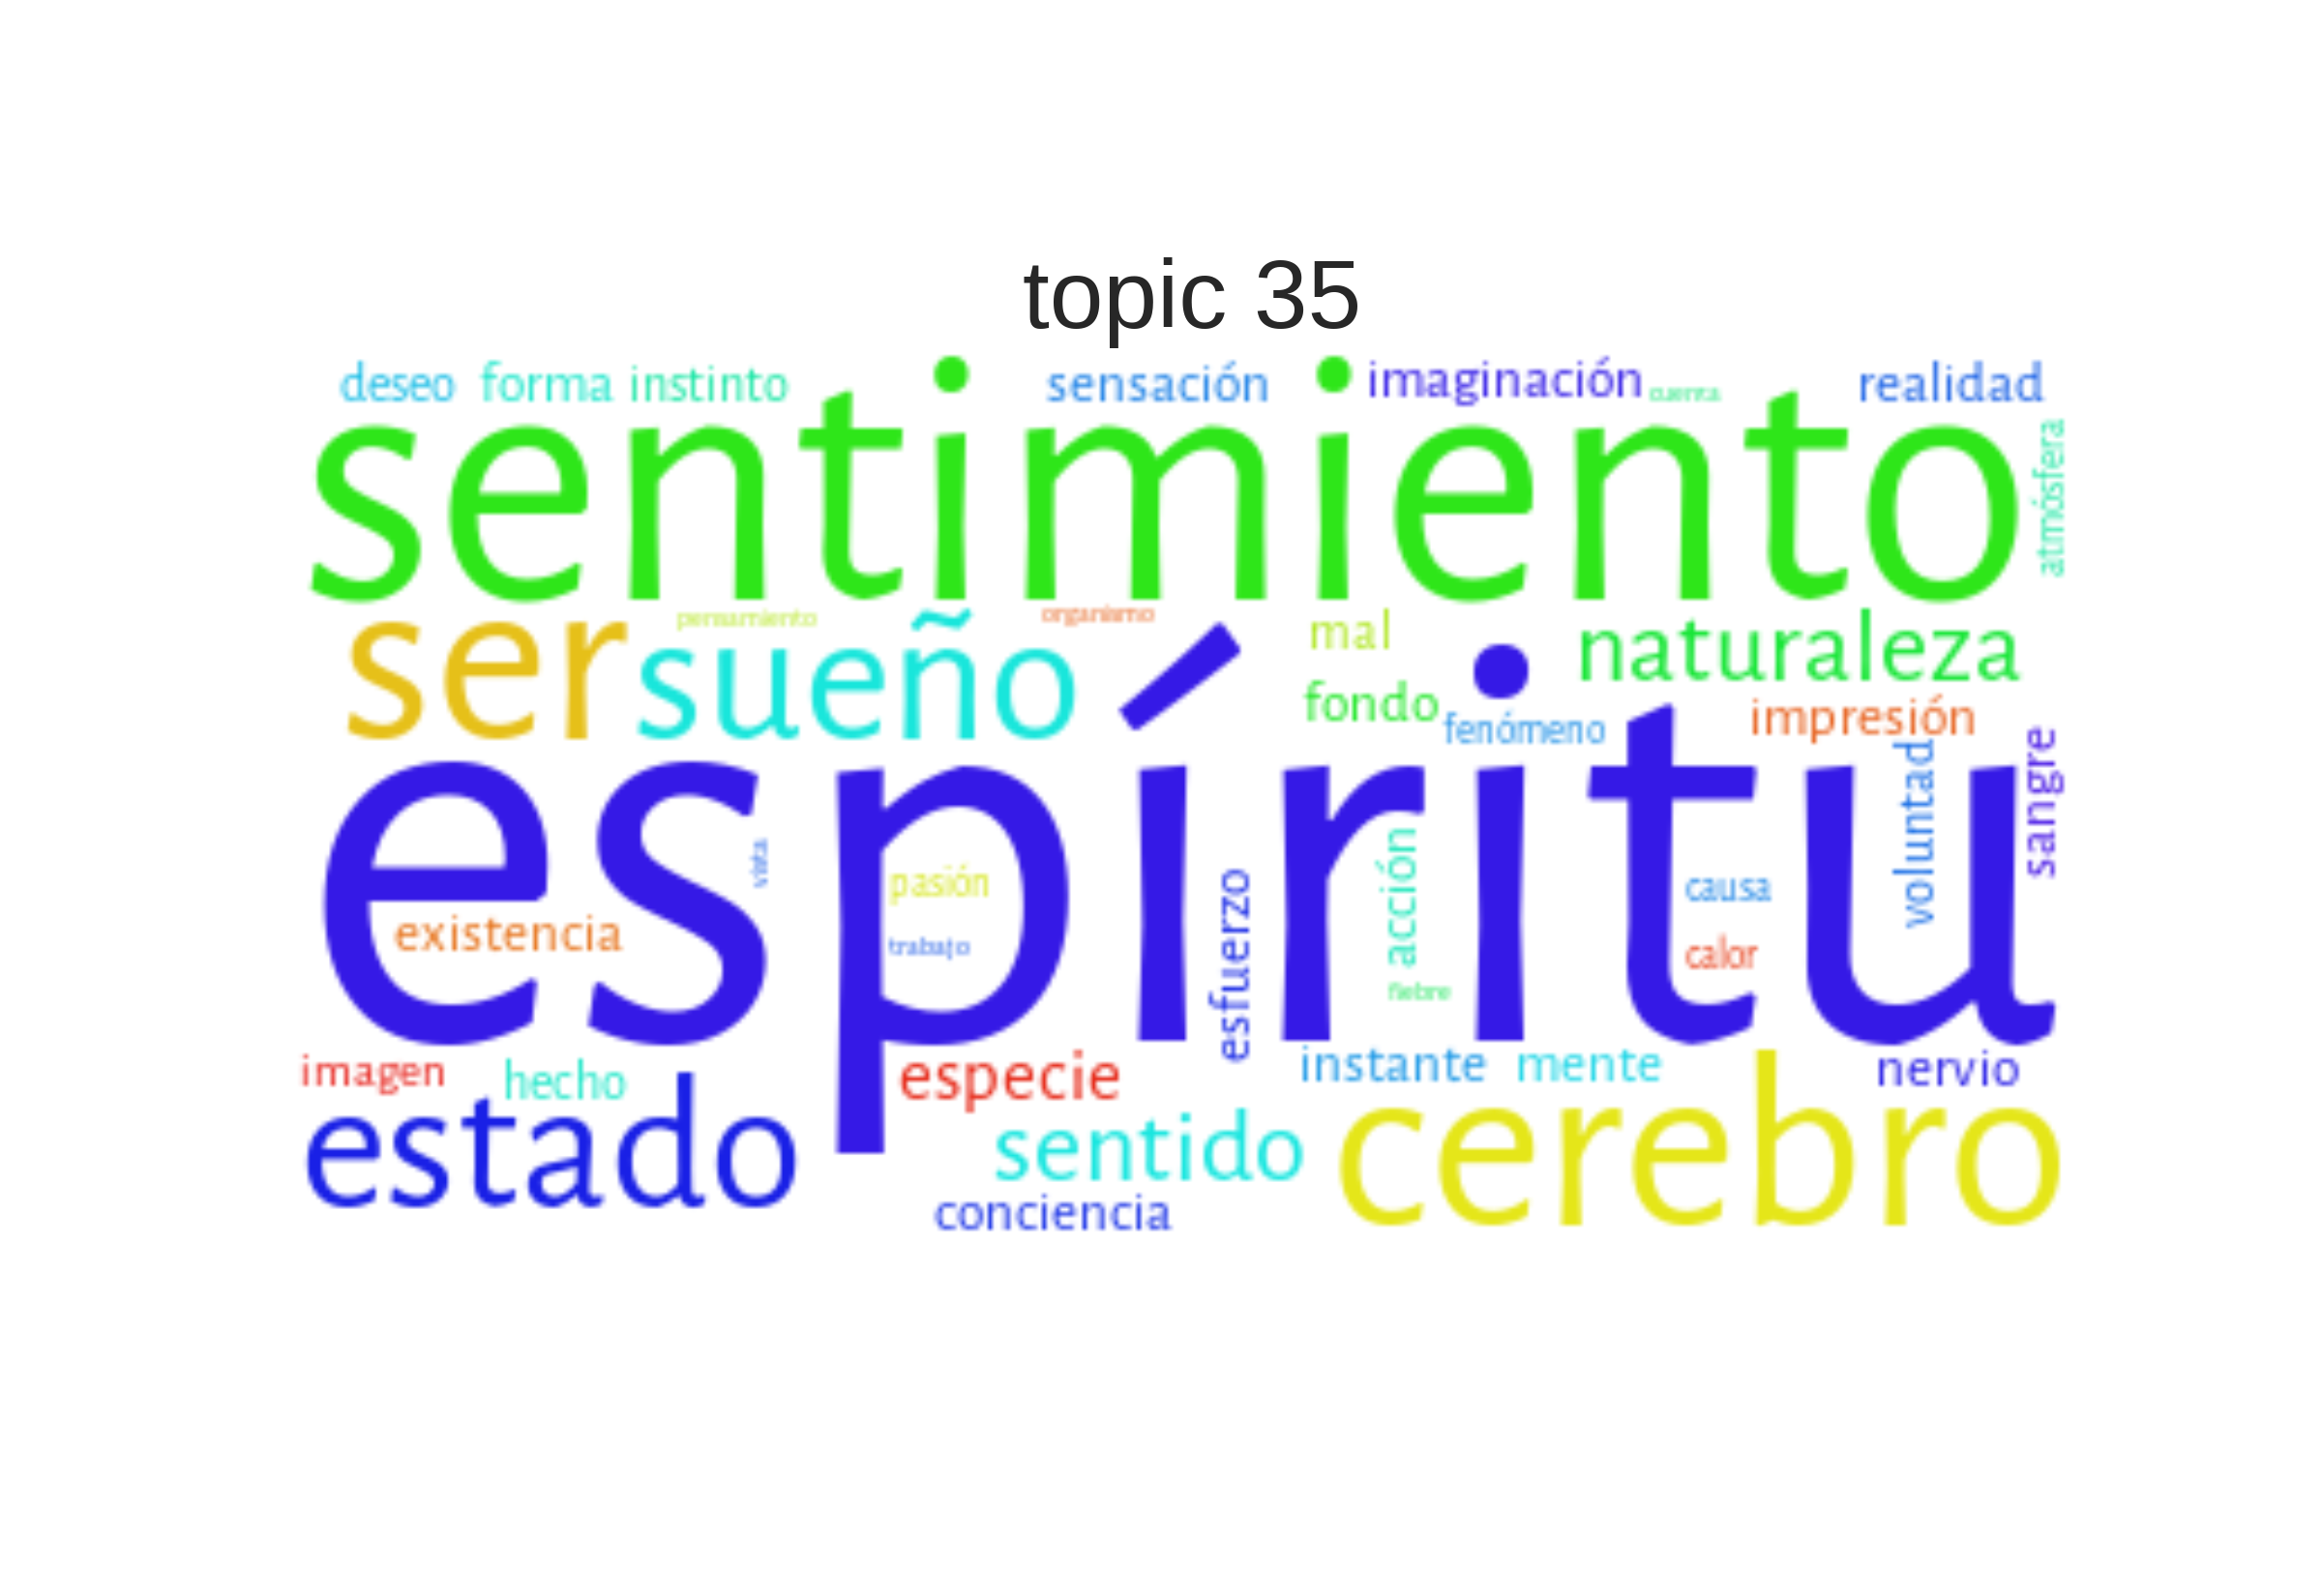 topic 35
deseo forma instinto sensación imaginación cuenta realidad
sentimiento
atmósfera
pensamiento organismo mal
ser sueño naturaleza
fondo fenómeno impresión
espíritu
voluntad
sangre
vista
pasión
existencia
trabajo
esfuerzo
acción
fiebre
causa
calor
imagen hecho especie instante mente nervio
estado sentido cerebro
conciencia